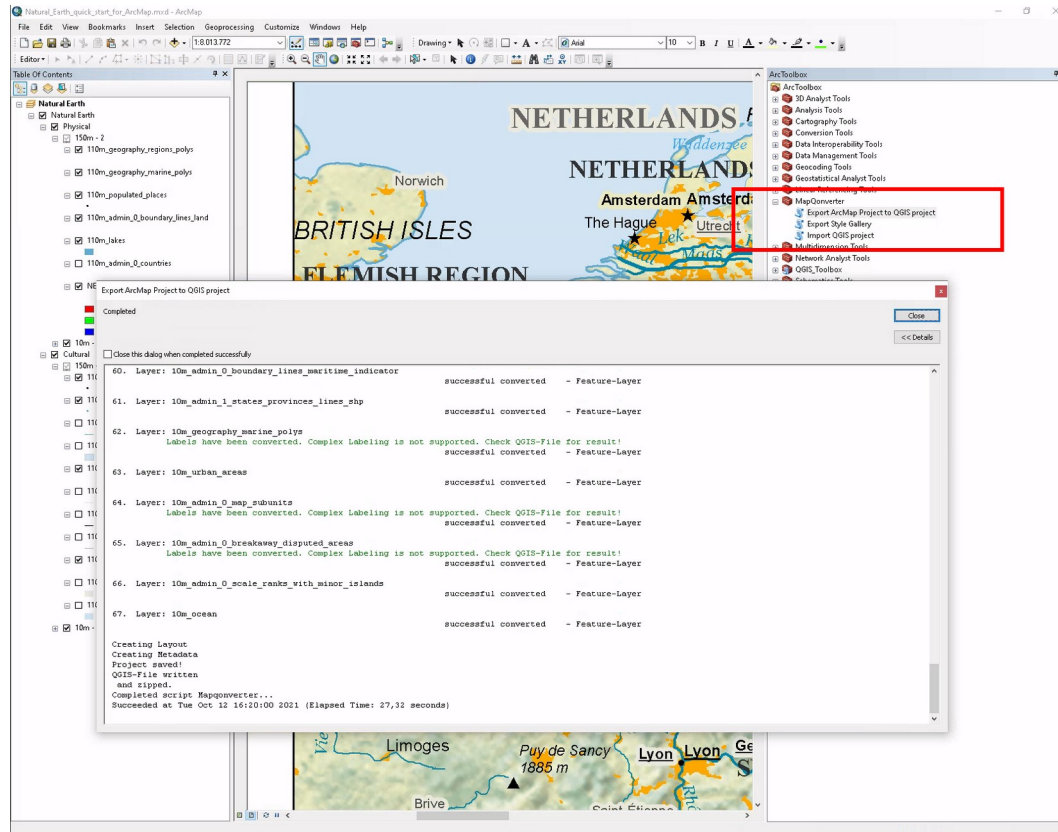 Natural_Earth_quick_start_for_ArcMap.mxd - ArcMap
File Edit View Bookmarks Insert Selection Geoprocessing Customize Windows Help
1:8.013.772
Drawing
Arial
10
B I U A
Editor
Table Of Contents
Natural Earth
Natural Earth
Physical
150m - 2
110m_geography_regions_polys
110m_geography_marine_polys
110m_populated_places
110m_admin_0_boundary_lines_land
110m_lakes
110m_admin_0_countries
10m -
Cultural
150m
10m -
NETHERLANDS
Waddenzee
NETHERLANDS
Norwich
Amsterdam
BRITISH ISLES
The Hague
Utrecht
Lek
Waal
Maas
FLEMISH REGION
ArcToolbox
ArcToolbox
3D Analyst Tools
Analysis Tools
Cartography Tools
Conversion Tools
Data Interoperability Tools
Data Management Tools
Geocoding Tools
Geostatistical Analyst Tools
Linear Referencing Tools
MapQonverter
Export ArcMap Project to QGIS project
Export Style Gallery
Import QGIS project
Multidimension Tools
Network Analyst Tools
QGIS_Toolbox
Schematics Tools
Export ArcMap Project to QGIS project
Completed
Close
<< Details
Close this dialog when completed successfully
60. Layer: 10m_admin_0_boundary_lines_maritime_indicator
successful converted - Feature-Layer
61. Layer: 10m_admin_1_states_provinces_lines_shp
successful converted - Feature-Layer
62. Layer: 10m_geography_marine_polys
Labels have been converted. Complex Labeling is not supported. Check QGIS-File for result!
successful converted - Feature-Layer
63. Layer: 10m_urban_areas
successful converted - Feature-Layer
64. Layer: 10m_admin_0_map_subunits
Labels have been converted. Complex Labeling is not supported. Check QGIS-File for result!
successful converted - Feature-Layer
65. Layer: 10m_admin_0_breakaway_disputed_areas
Labels have been converted. Complex Labeling is not supported. Check QGIS-File for result!
successful converted - Feature-Layer
66. Layer: 10m_admin_0_scale_ranks_with_minor_islands
successful converted - Feature-Layer
67. Layer: 10m_ocean
successful converted - Feature-Layer
Creating Layout
Creating Metadata
Project saved!
QGIS-File written
and zipped.
Completed script Mapqonverter...
Succeeded at Tue Oct 12 16:20:00 2021 (Elapsed Time: 27,32 seconds)
Limoges
Puy de Sancy
1885 m
Lyon Lyon Ge
Brive
Saint-Étienne